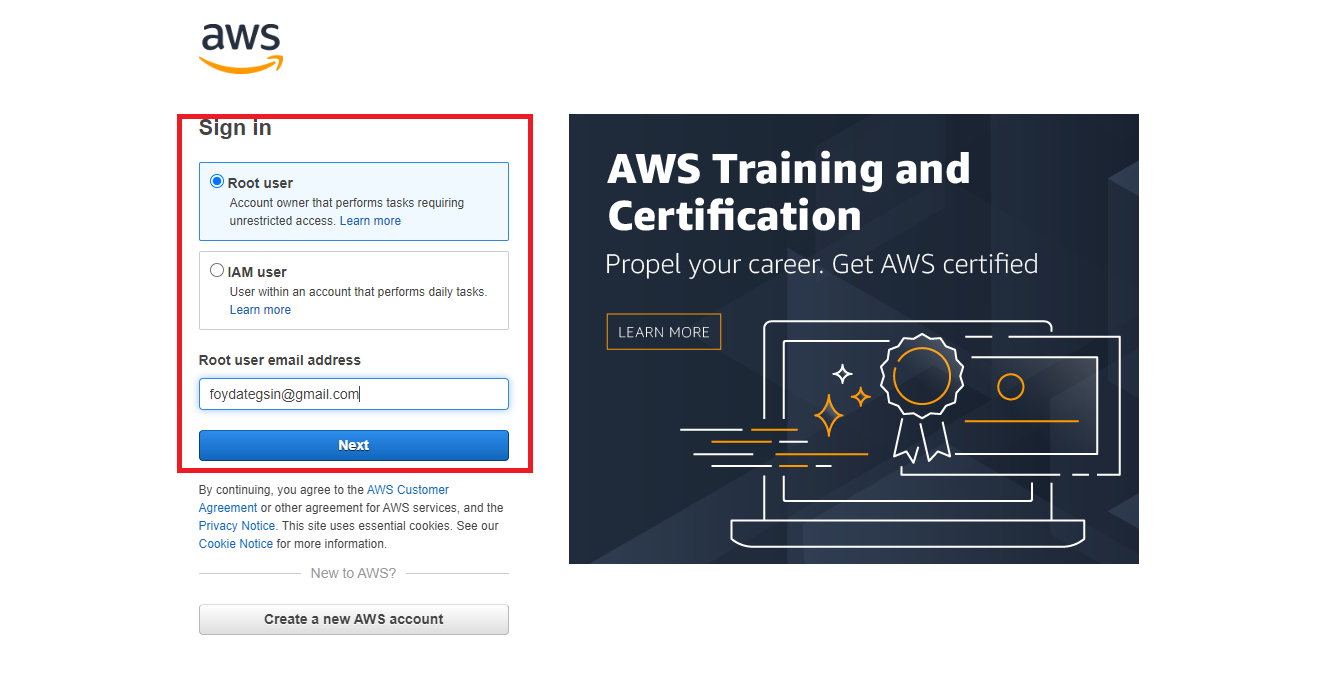 aws
Sign in
Root user
Account owner that performs tasks requiring
unrestricted access. Learn more
IAM user
User within an account that performs daily tasks.
Learn more
Root user email address
foydategsin@gmail.com
Next
By continuing, you agree to the AWS Customer
Agreement or other agreement for AWS services, and the
Privacy Notice. This site uses essential cookies. See our
Cookie Notice for more information.
New to AWS?
Create a new AWS account
AWS Training and
Certification
Propel your career. Get AWS certified
LEARN MORE